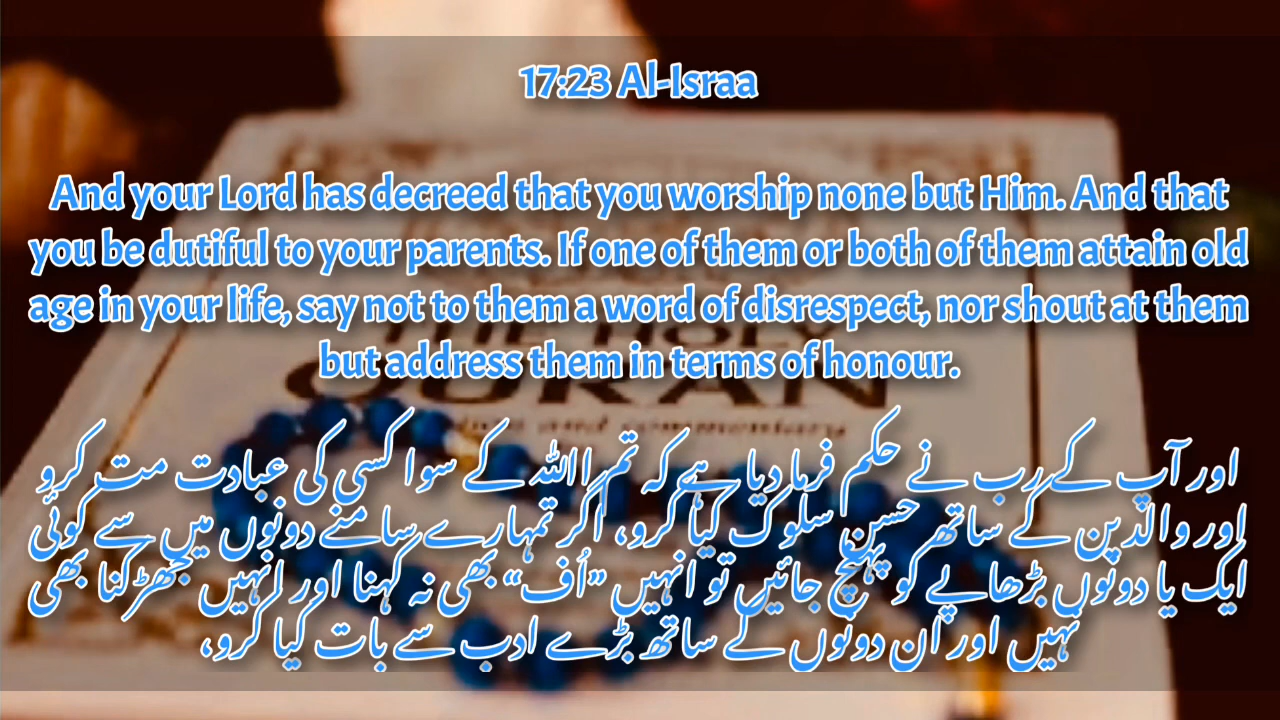 17:23 Al-Israa
And your Lord has decreed that you worship none but Him. And that
you be dutiful to your parents. If one of them or both of them attain old
age in your life, say not to them a word of disrespect, nor shout at them
but address them in terms of honour.
THE HOLY
QURAN
and commentary
اور آپ کے رب نے حکم فرما دیا ہے کہ تم اﷲ کے سوا کسی کی عبادت مت کرو
اور والدین کے ساتھ حسنِ سلوک کیا کرو، اگر تمہارے سامنے دونوں میں سے کوئی
ایک یا دونوں بڑھاپے کو پہنچ جائیں تو انہیں ”اُف“ بھی نہ کہنا اور انہیں جھڑکنا بھی
نہیں اور ان دونوں کے ساتھ بڑے ادب سے بات کیا کرو،